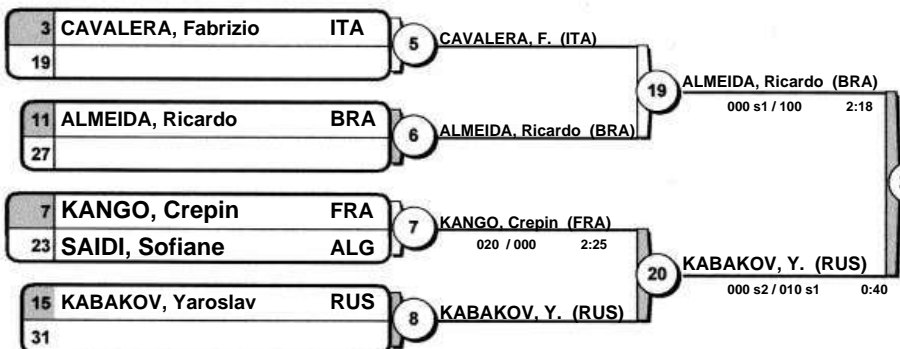 3 CAVALERA, Fabrizio ITA
19
5
CAVALERA, F. (ITA)
11 ALMEIDA, Ricardo BRA
27
6
ALMEIDA, Ricardo (BRA)
19
ALMEIDA, Ricardo (BRA)
000 s1 / 100 2:18
7 KANGO, Crepin FRA
23 SAIDI, Sofiane ALG
7
KANGO, Crepin (FRA)
020 / 000 2:25
15 KABAKOV, Yaroslav RUS
31
8
KABAKOV, Y. (RUS)
20
KABAKOV, Y. (RUS)
000 s2 / 010 s1 0:40